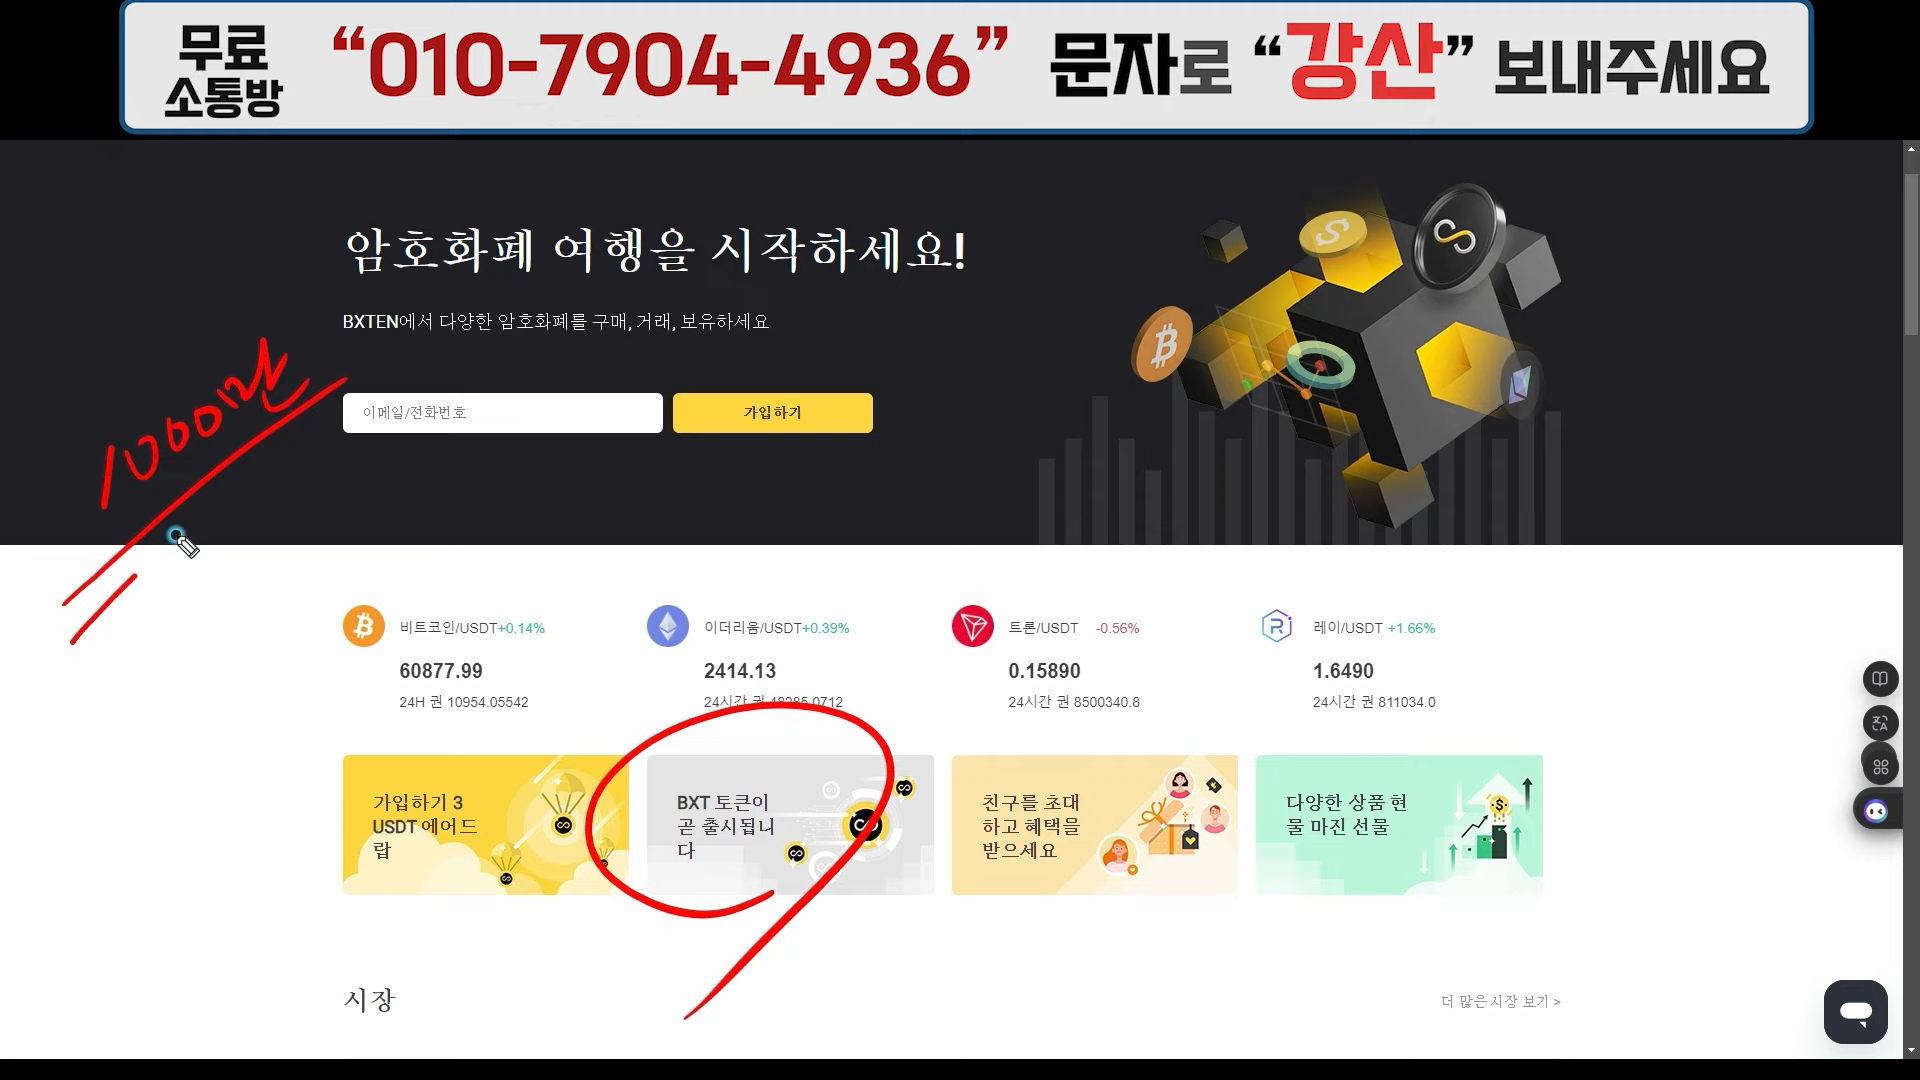 무료
소통방
“010-7904-4936” 문자로 “강산” 보내주세요
암호화폐 여행을 시작하세요!
BXTEN에서 다양한 암호화폐를 구매, 거래, 보유하세요
1000만
이메일/전화번호
가입하기
비트코인/USDT+0.14%
60877.99
24H 권 10954.05542
이더리움/USDT+0.39%
2414.13
24시간 권 48285.0712
트론/USDT -0.56%
0.15890
24시간 권 8500340.8
레이/USDT +1.66%
1.6490
24시간 권 811034.0
가입하기 3
USDT 에어드
랍
BXT 토큰이
곧 출시됩니
다
친구를 초대
하고 혜택을
받으세요
다양한 상품 현
물 마진 선물
시장
더 많은 시장 보기 >